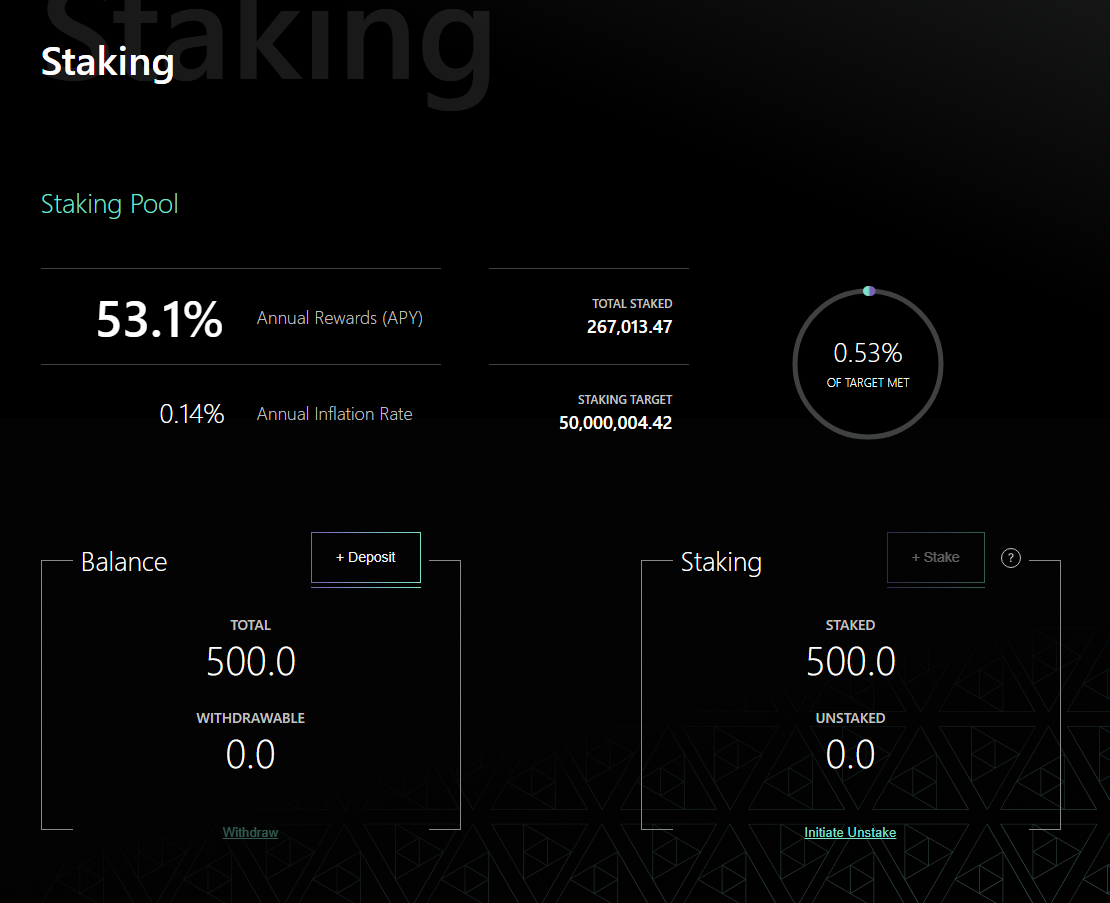 Staking
Staking
Staking Pool
53.1% Annual Rewards (APY)
0.14% Annual Inflation Rate
TOTAL STAKED
267,013.47
STAKING TARGET
50,000,004.42
0.53%
OF TARGET MET
Balance
+ Deposit
TOTAL
500.0
WITHDRAWABLE
0.0
Withdraw
Staking
+ Stake
?
STAKED
500.0
UNSTAKED
0.0
Initiate Unstake